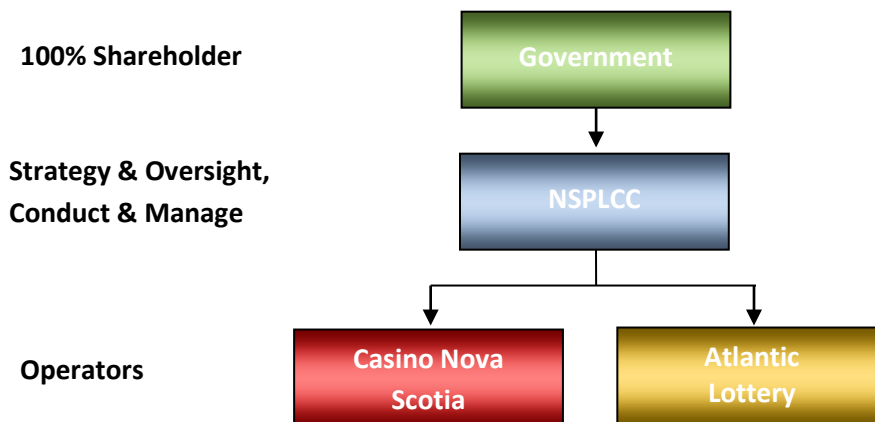 100% Shareholder
Government
Strategy & Oversight,
Conduct & Manage
NSPLCC
Operators
Casino Nova
Scotia
Atlantic
Lottery